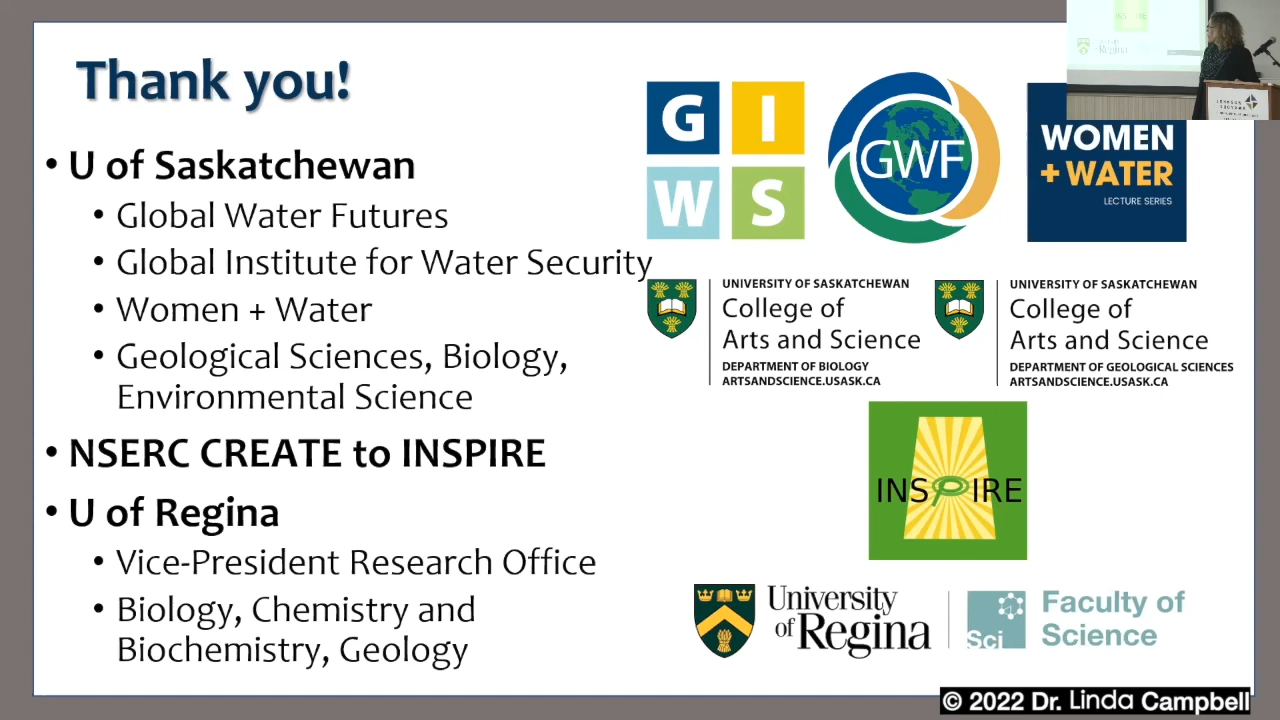 Thank you!
• U of Saskatchewan
• Global Water Futures
• Global Institute for Water Security
• Women + Water
• Geological Sciences, Biology,
Environmental Science
• NSERC CREATE to INSPIRE
• U of Regina
• Vice-President Research Office
• Biology, Chemistry and
Biochemistry, Geology
G I
W S
GWF
WOMEN
+ WATER
LECTURE SERIES
UNIVERSITY OF SASKATCHEWAN
College of
Arts and Science
DEPARTMENT OF BIOLOGY
ARTSANDSCIENCE.USASK.CA
UNIVERSITY OF SASKATCHEWAN
College of
Arts and Science
DEPARTMENT OF GEOLOGICAL SCIENCES
ARTSANDSCIENCE.USASK.CA
INSPIRE
University
of Regina
Sci
Faculty of
Science
University
of Regina
© 2022 Dr. Linda Campbell